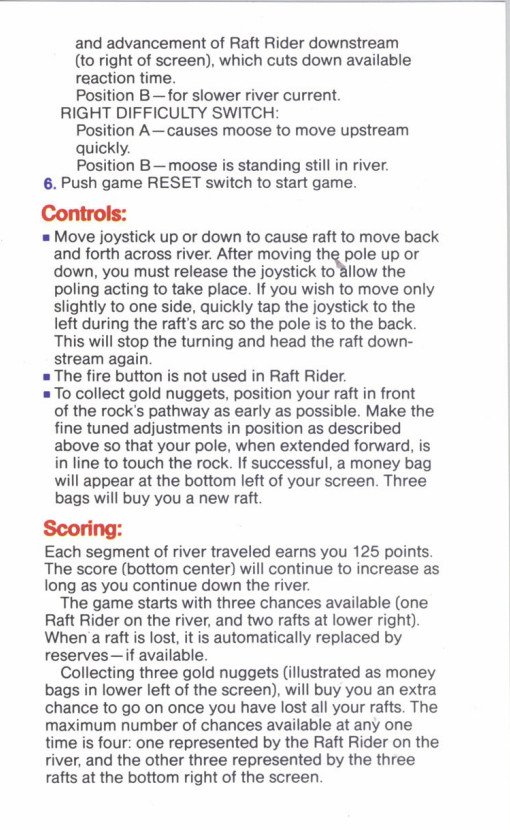 and advancement of Raft Rider downstream
(to right of screen), which cuts down available
reaction time.
Position B—for slower river current.
RIGHT DIFFICULTY SWITCH:
Position A—causes moose to move upstream
quickly.
Position B—moose is standing still in river.
6. Push game RESET switch to start game.
Controls:
■ Move joystick up or down to cause raft to move back
and forth across river. After moving the pole up or
down, you must release the joystick to allow the
poling acting to take place. If you wish to move only
slightly to one side, quickly tap the joystick to the
left during the raft's arc so the pole is to the back.
This will stop the turning and head the raft down-
stream again.
■ The fire button is not used in Raft Rider.
■ To collect gold nuggets, position your raft in front
of the rock's pathway as early as possible. Make the
fine tuned adjustments in position as described
above so that your pole, when extended forward, is
in line to touch the rock. If successful, a money bag
will appear at the bottom left of your screen. Three
bags will buy you a new raft.
Scoring:
Each segment of river traveled earns you 125 points.
The score (bottom center) will continue to increase as
long as you continue down the river.
The game starts with three chances available (one
Raft Rider on the river, and two rafts at lower right).
When a raft is lost, it is automatically replaced by
reserves—if available.
Collecting three gold nuggets (illustrated as money
bags in lower left of the screen), will buy you an extra
chance to go on once you have lost all your rafts. The
maximum number of chances available at any one
time is four: one represented by the Raft Rider on the
river, and the other three represented by the three
rafts at the bottom right of the screen.